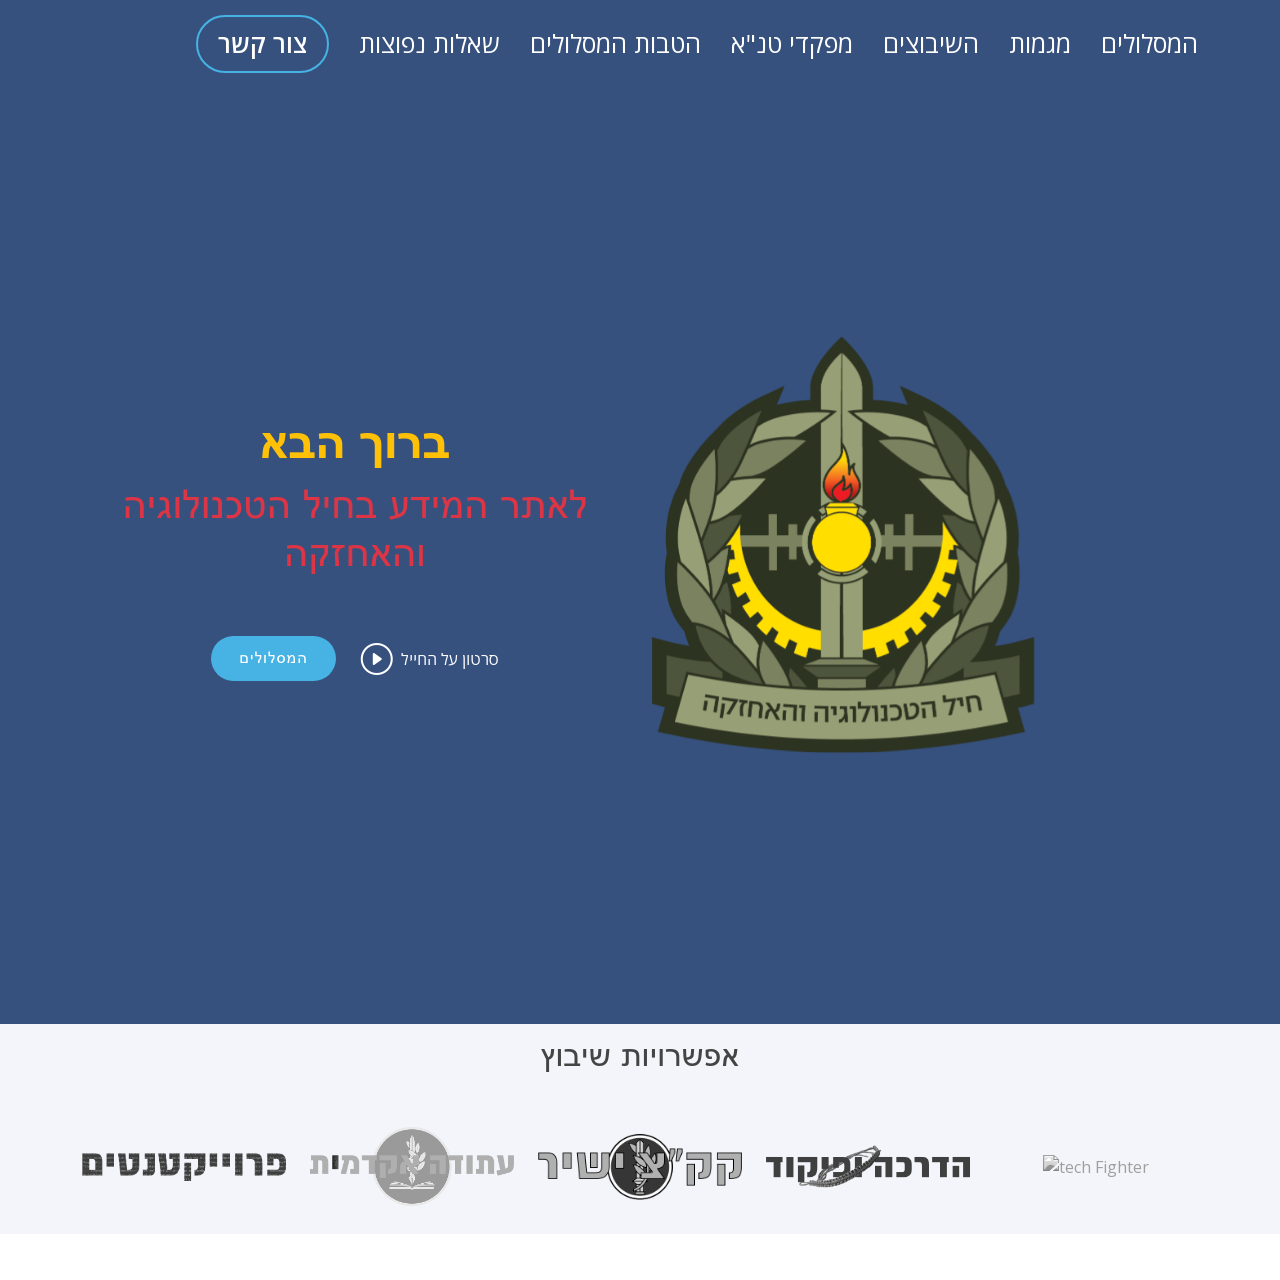 המסלולים
מגמות
השיבוצים
מפקדי טנ"א
הטבות המסלולים
שאלות נפוצות
צור קשר
ברוך הבא
לאתר המידע בחיל הטכנולוגיה
והאחזקה
סרטון על החייל
המסלולים
חיל הטכנולוגיה והאחזקה
אפשרויות שיבוץ
tech Fighter
הדרכה ופיקוד
קק"צ ישיר
עתודה אקדמית
פרוייקטנטים